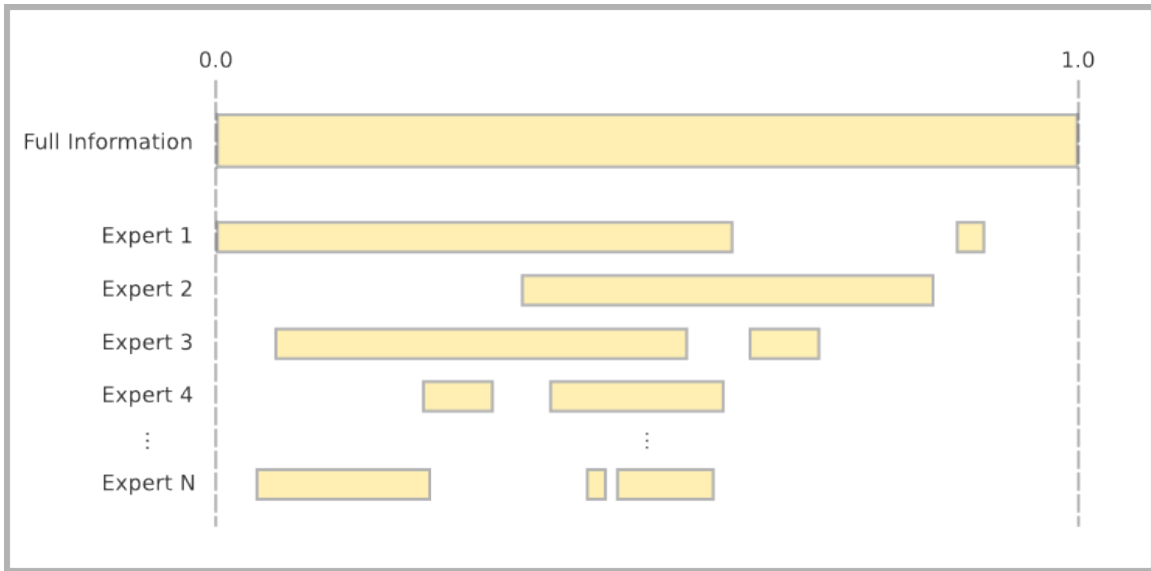 0.0 1.0
Full Information
Expert 1
Expert 2
Expert 3
Expert 4
⋮ ⋮
Expert N